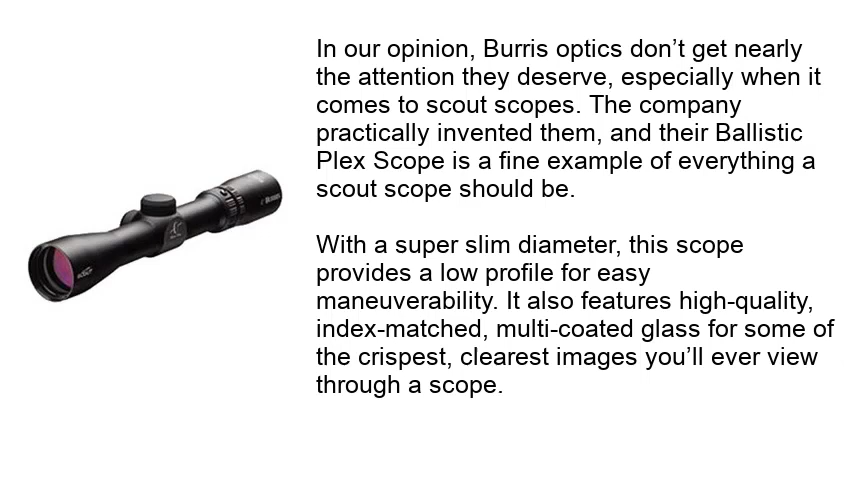 In our opinion, Burris optics don’t get nearly
the attention they deserve, especially when it
comes to scout scopes. The company
practically invented them, and their Ballistic
Plex Scope is a fine example of everything a
scout scope should be.
With a super slim diameter, this scope
provides a low profile for easy
maneuverability. It also features high-quality,
index-matched, multi-coated glass for some of
the crispest, clearest images you’ll ever view
through a scope.